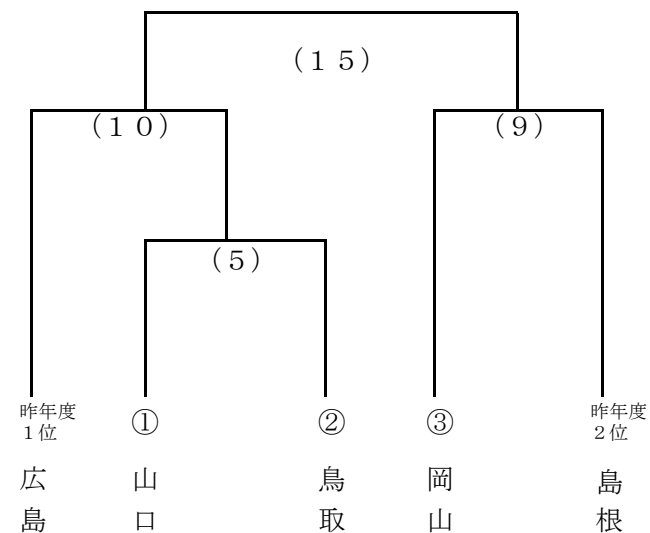 （１５）
（１０）
（９）
（５）
昨年度
１位
①
②
③
昨年度
２位
広島
山口
鳥取
岡山
島根